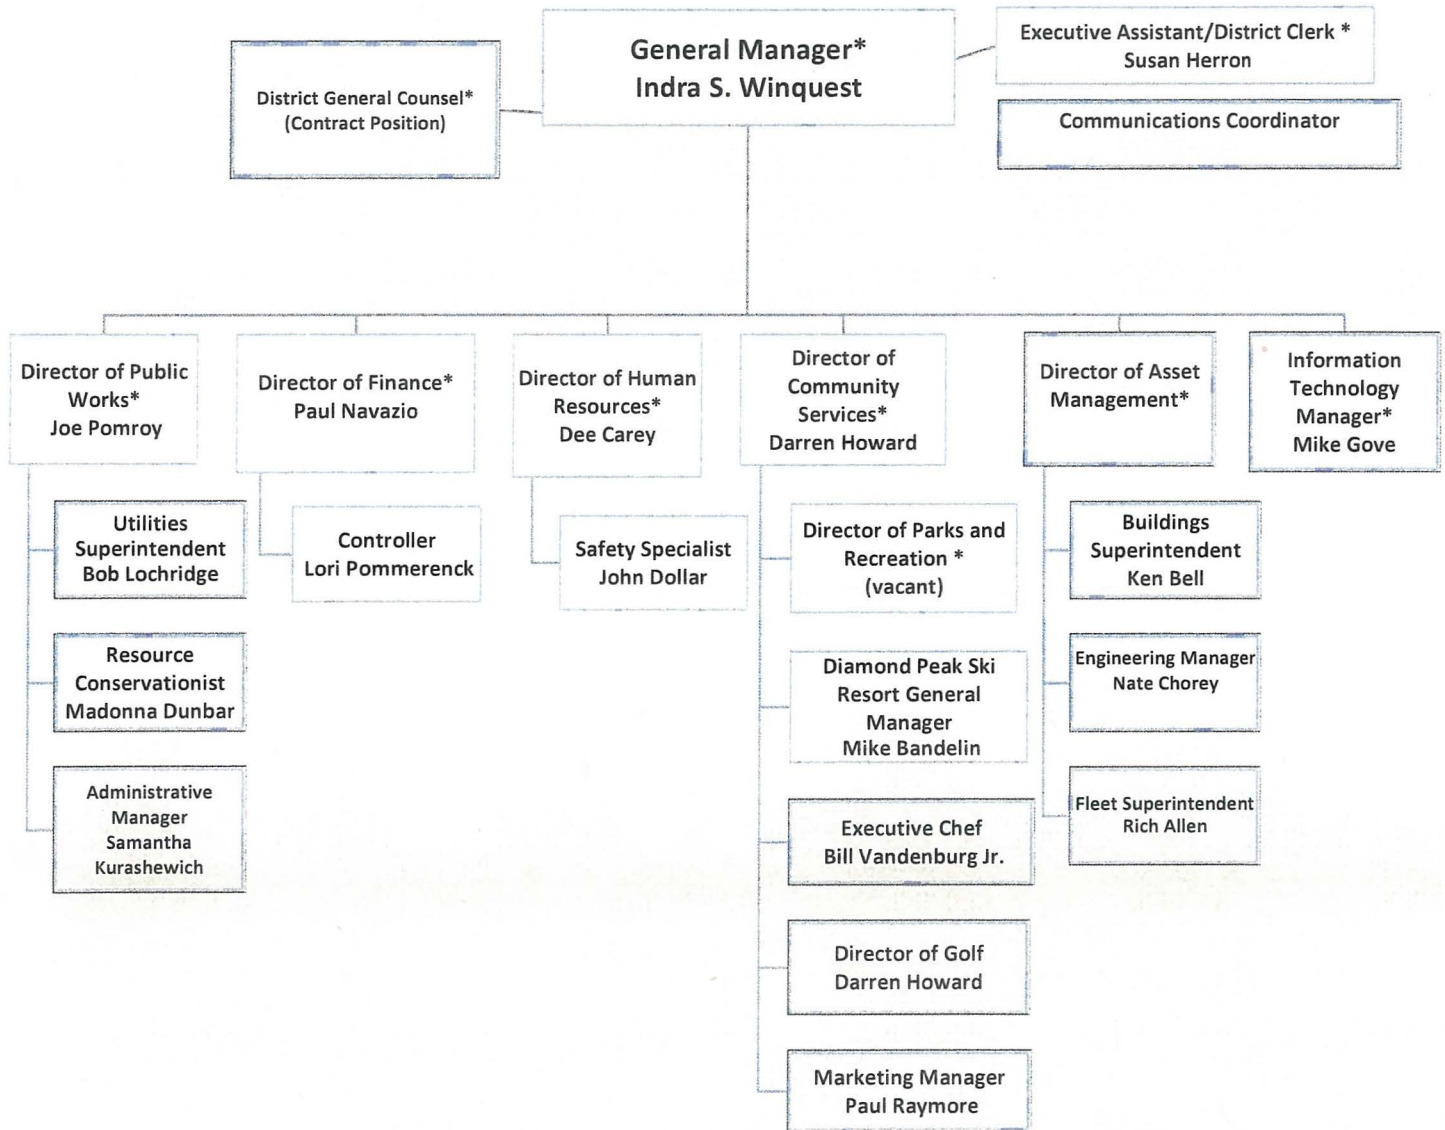 General Manager*
Indra S. Winquest
District General Counsel*
(Contract Position)
Executive Assistant/District Clerk *
Susan Herron
Communications Coordinator
Director of Public
Works*
Joe Pomroy
Director of Finance*
Paul Navazio
Director of Human
Resources*
Dee Carey
Director of
Community
Services*
Darren Howard
Director of Asset
Management*
Information
Technology
Manager*
Mike Gove
Utilities
Superintendent
Bob Lochridge
Resource
Conservationist
Madonna Dunbar
Administrative
Manager
Samantha
Kurashewich
Controller
Lori Pommerenck
Safety Specialist
John Dollar
Director of Parks and
Recreation *
(vacant)
Diamond Peak Ski
Resort General
Manager
Mike Bandelin
Executive Chef
Bill Vandenburg Jr.
Director of Golf
Darren Howard
Marketing Manager
Paul Raymore
Buildings
Superintendent
Ken Bell
Engineering Manager
Nate Chorey
Fleet Superintendent
Rich Allen